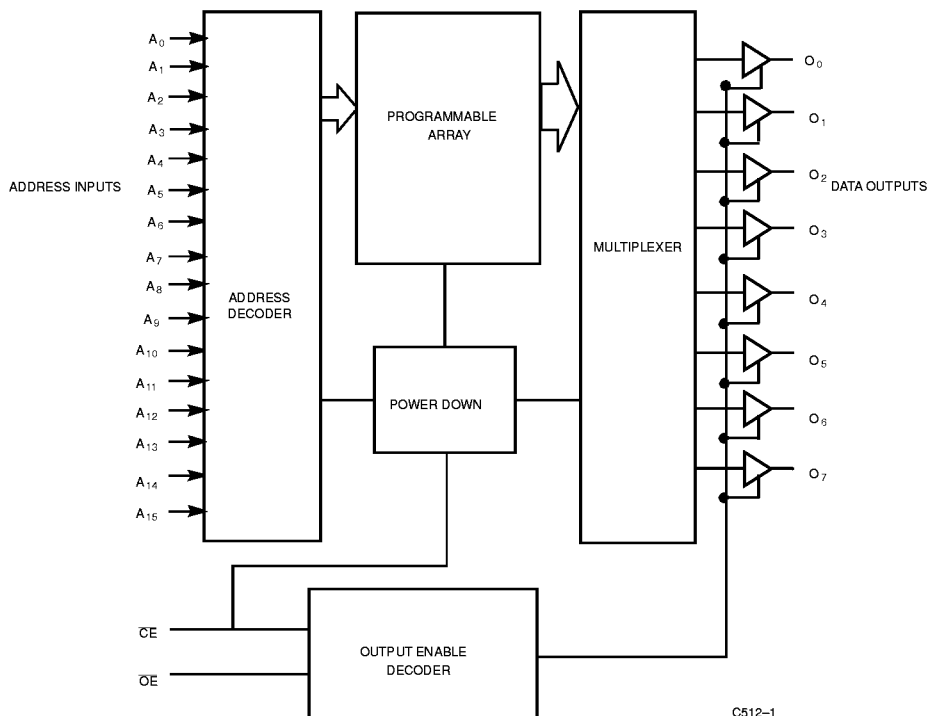 A0
A1
A2
A3
A4
ADDRESS INPUTS
A5
A6
A7
A8
A9
A10
A11
A12
A13
A14
A15
ADDRESS
DECODER
PROGRAMMABLE
ARRAY
POWER DOWN
MULTIPLEXER
O0
O1
O2
DATA OUTPUTS
O3
O4
O5
O6
O7
CE
OE
OUTPUT ENABLE
DECODER
C512–1